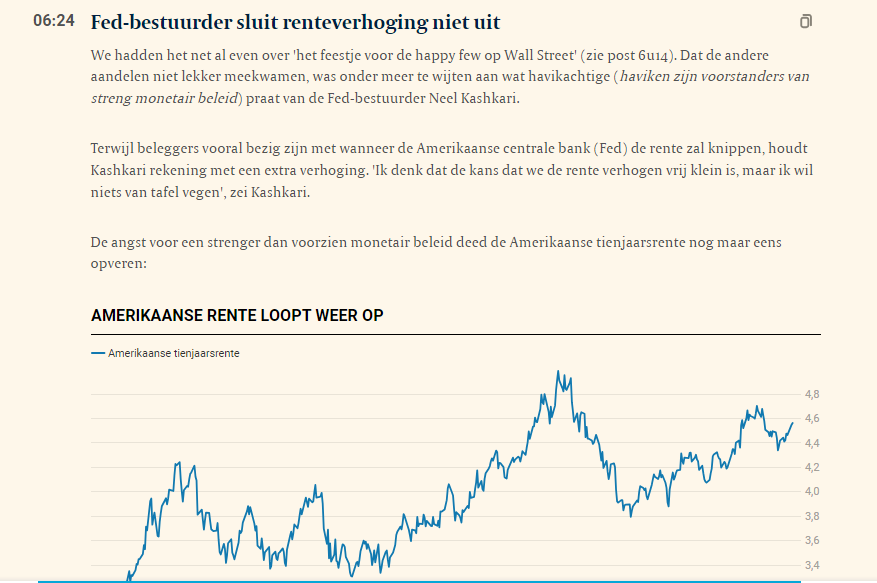 06:24 Fed-bestuurder sluit renteverhoging niet uit
We hadden het net al even over 'het feestje voor de happy few op Wall Street' (zie post 6u14). Dat de andere
aandelen niet lekker meekwamen, was onder meer te wijten aan wat havikachtige (haviken zijn voorstanders van
streng monetair beleid) praat van de Fed-bestuurder Neel Kashkari.
Terwijl beleggers vooral bezig zijn met wanneer de Amerikaanse centrale bank (Fed) de rente zal knippen, houdt
Kashkari rekening met een extra verhoging. 'Ik denk dat de kans dat we de rente verhogen vrij klein is, maar ik wil
niets van tafel vegen', zei Kashkari.
De angst voor een strenger dan voorzien monetair beleid deed de Amerikaanse tienjaarsrente nog maar eens
opveren:
AMERIKAANSE RENTE LOOPT WEER OP
Amerikaanse tienjaarsrente
4,8
4,6
4,4
4,2
4,0
3,8
3,6
3,4